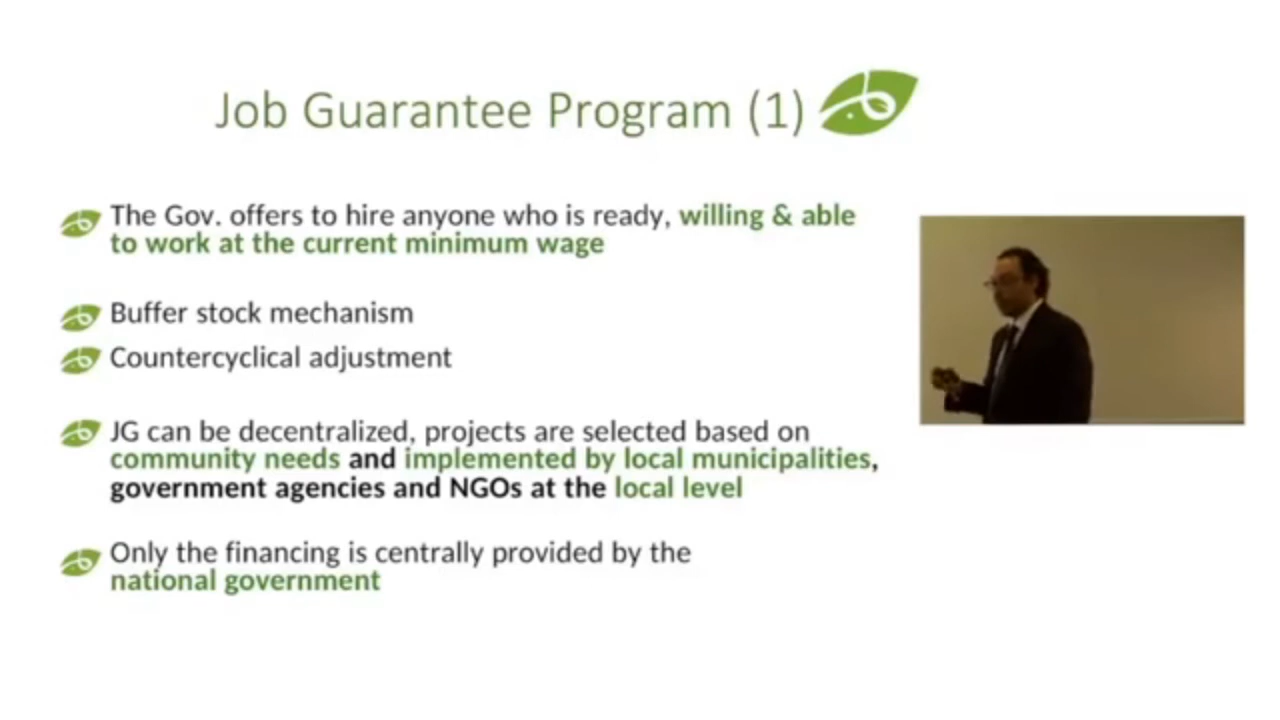 Job Guarantee Program (1)
The Gov. offers to hire anyone who is ready, willing & able
to work at the current minimum wage
Buffer stock mechanism
Countercyclical adjustment
JG can be decentralized, projects are selected based on
community needs and implemented by local municipalities,
government agencies and NGOs at the local level
Only the financing is centrally provided by the
national government